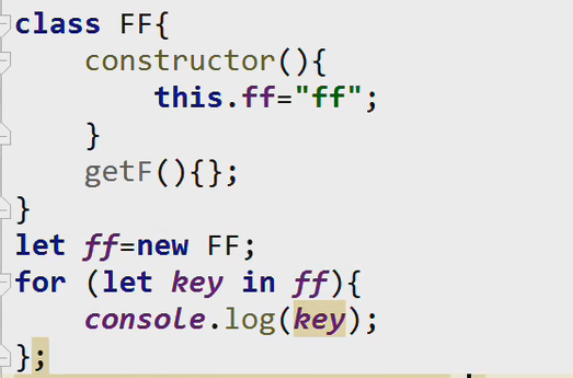 class FF{
constructor(){
this.ff="ff";
}
getF(){};
}
let ff=new FF;
for (let key in ff){
console.log(key);
};